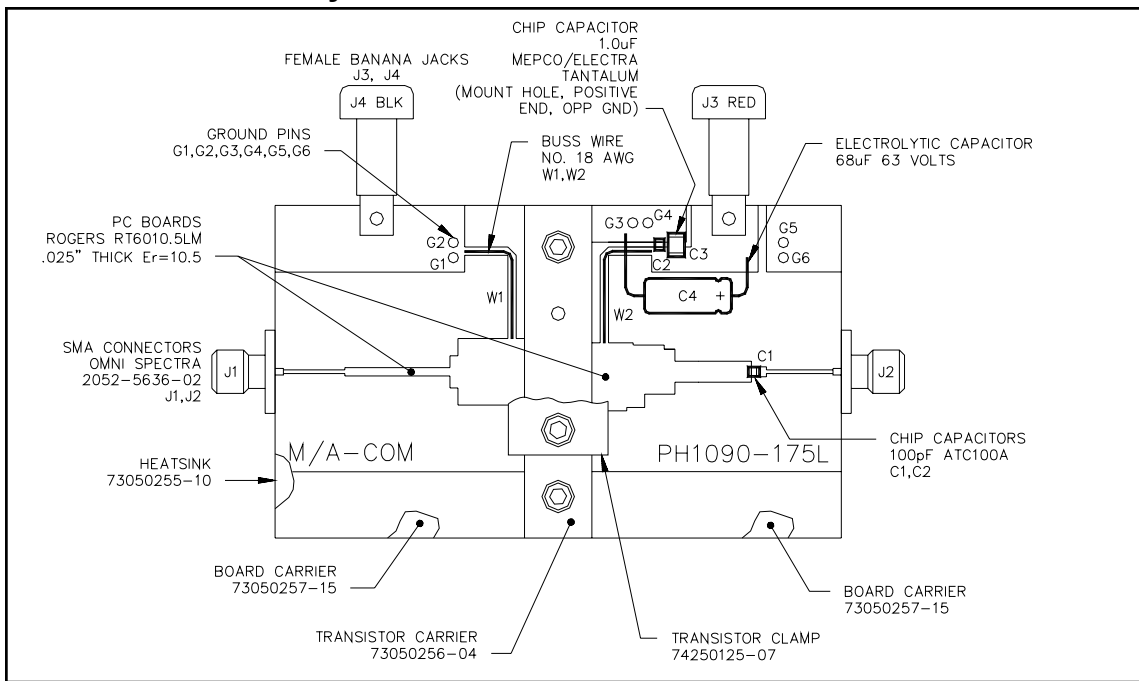 CHIP CAPACITOR
1.0uF
MEPCO/ELECTRA
TANTALUM
(MOUNT HOLE, POSITIVE
END, OPP GND)
FEMALE BANANA JACKS
J3, J4
J4 BLK
J3 RED
GROUND PINS
G1,G2,G3,G4,G5,G6
BUSS WIRE
NO. 18 AWG
W1,W2
ELECTROLYTIC CAPACITOR
68uF 63 VOLTS
PC BOARDS
ROGERS RT6010.5LM
.025" THICK Er=10.5
G2
G1
G3
G4
G5
G6
C2
C3
C4
+
W1
W2
SMA CONNECTORS
OMNI SPECTRA
2052-5636-02
J1,J2
J1
C1
J2
M/A-COM
PH1090-175L
CHIP CAPACITORS
100pF ATC100A
C1,C2
HEATSINK
73050255-10
BOARD CARRIER
73050257-15
BOARD CARRIER
73050257-15
TRANSISTOR CARRIER
73050256-04
TRANSISTOR CLAMP
74250125-07